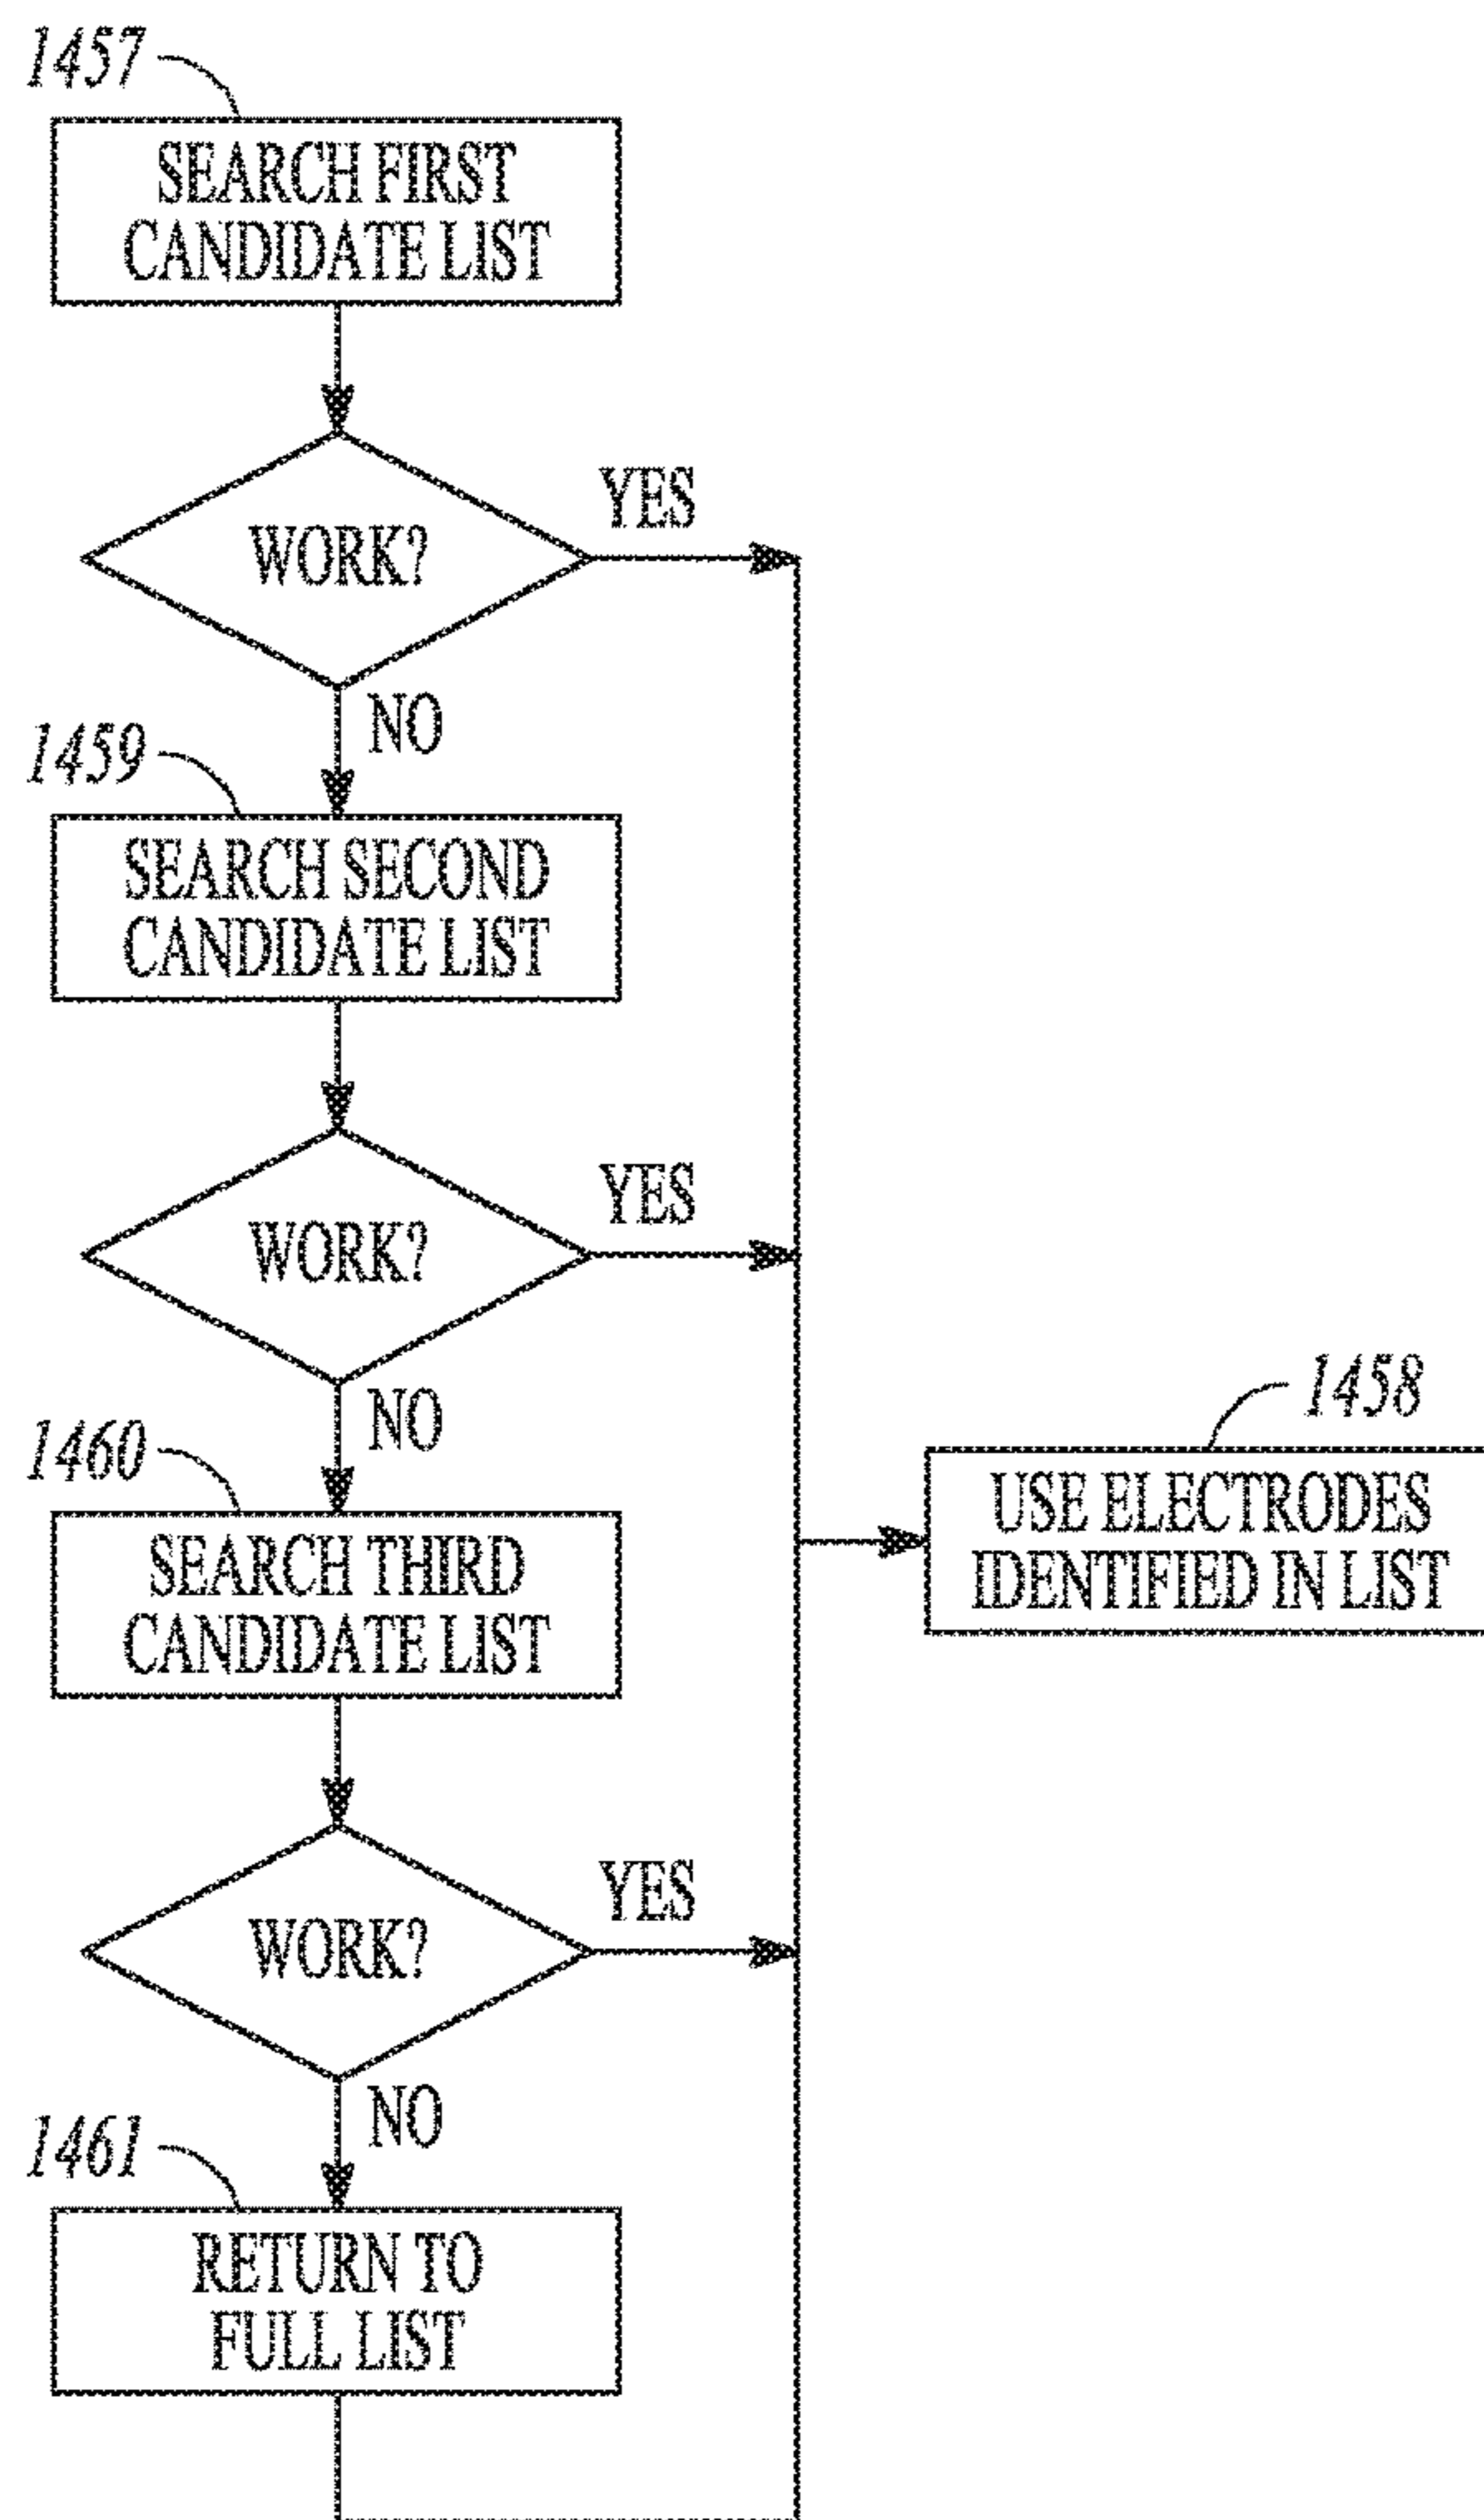 1457
SEARCH FIRST
CANDIDATE LIST
WORK?
YES
NO
1459
SEARCH SECOND
CANDIDATE LIST
WORK?
YES
NO
1458
USE ELECTRODES
IDENTIFIED IN LIST
1460
SEARCH THIRD
CANDIDATE LIST
WORK?
YES
NO
1461
RETURN TO
FULL LIST